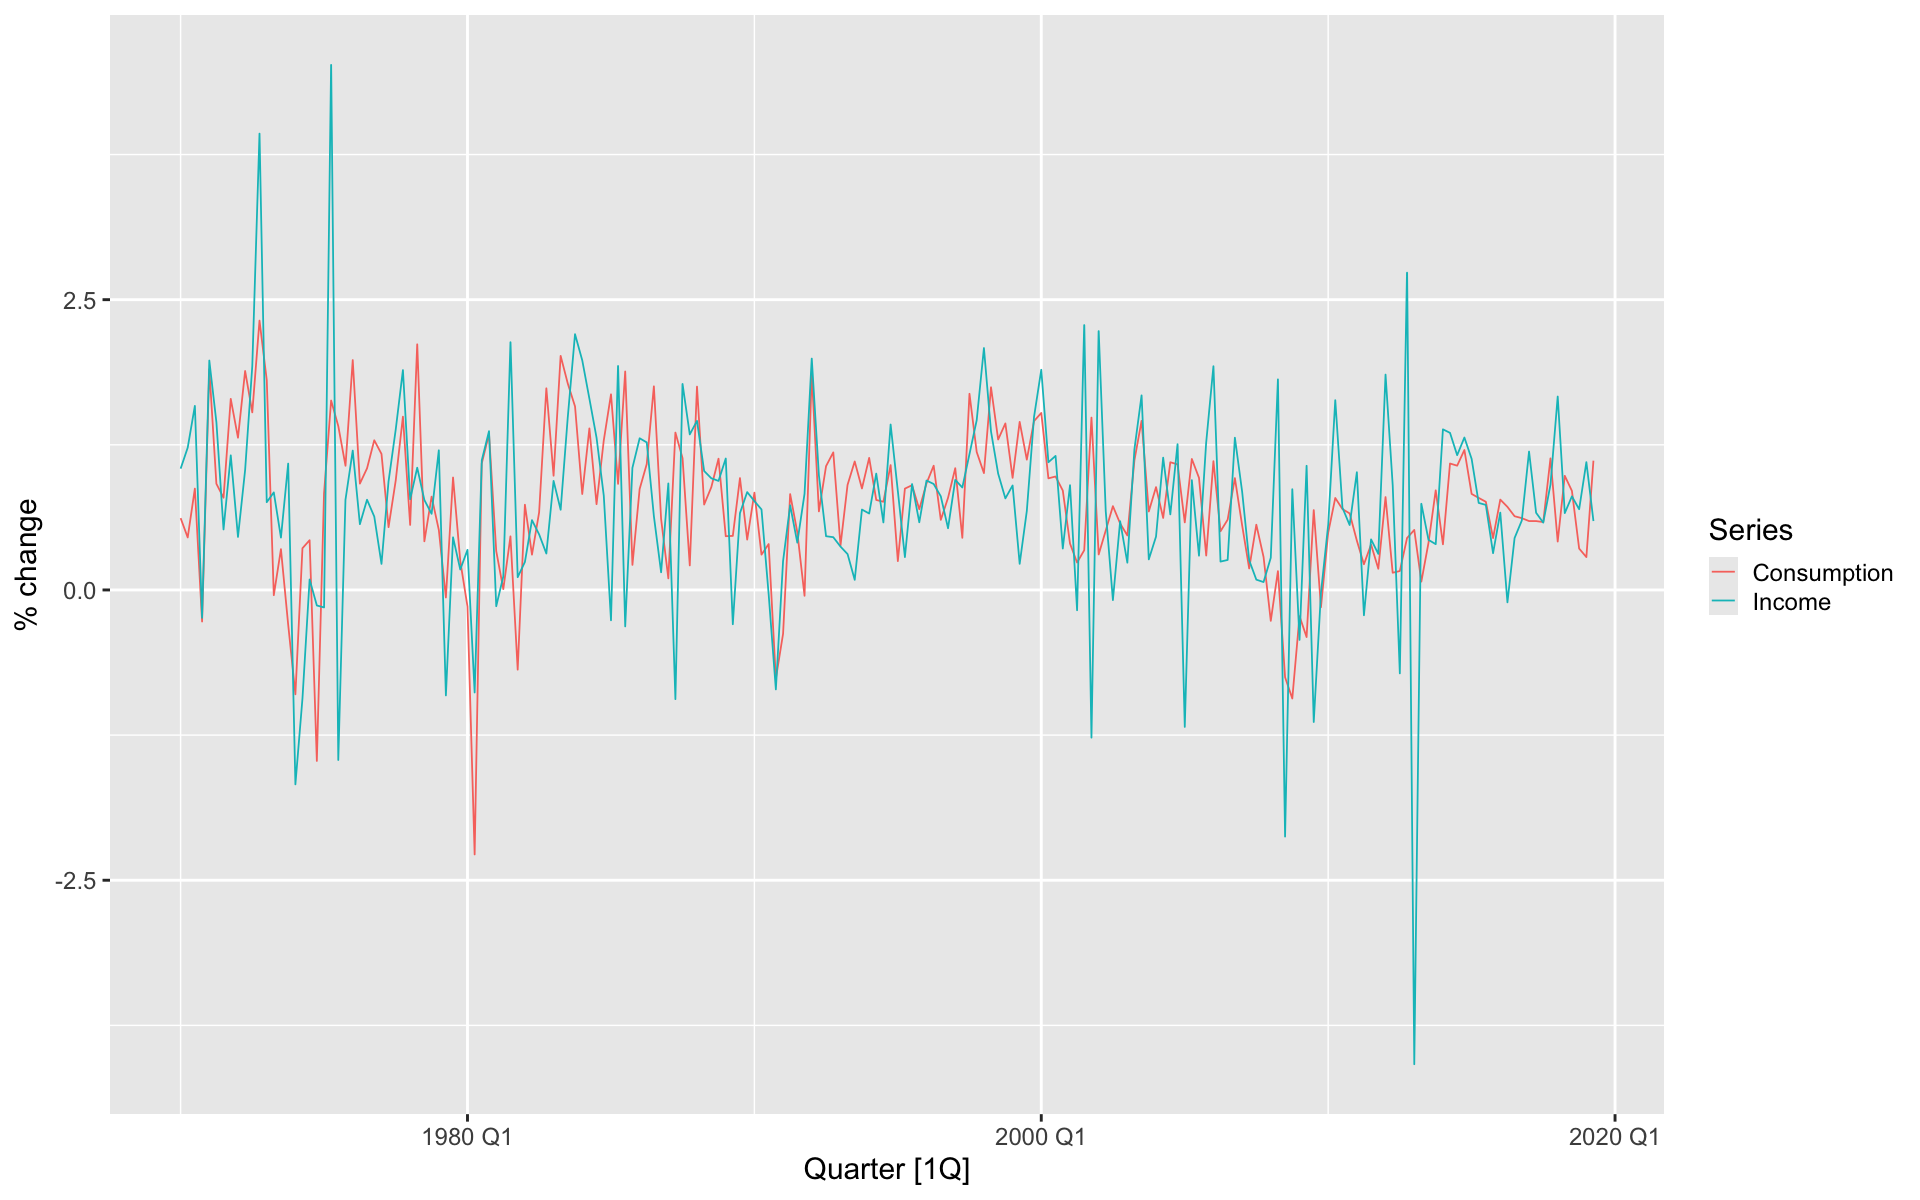 % change
2.5
0.0
-2.5
1980 Q1
2000 Q1
2020 Q1
Quarter [1Q]
Series
Consumption
Income